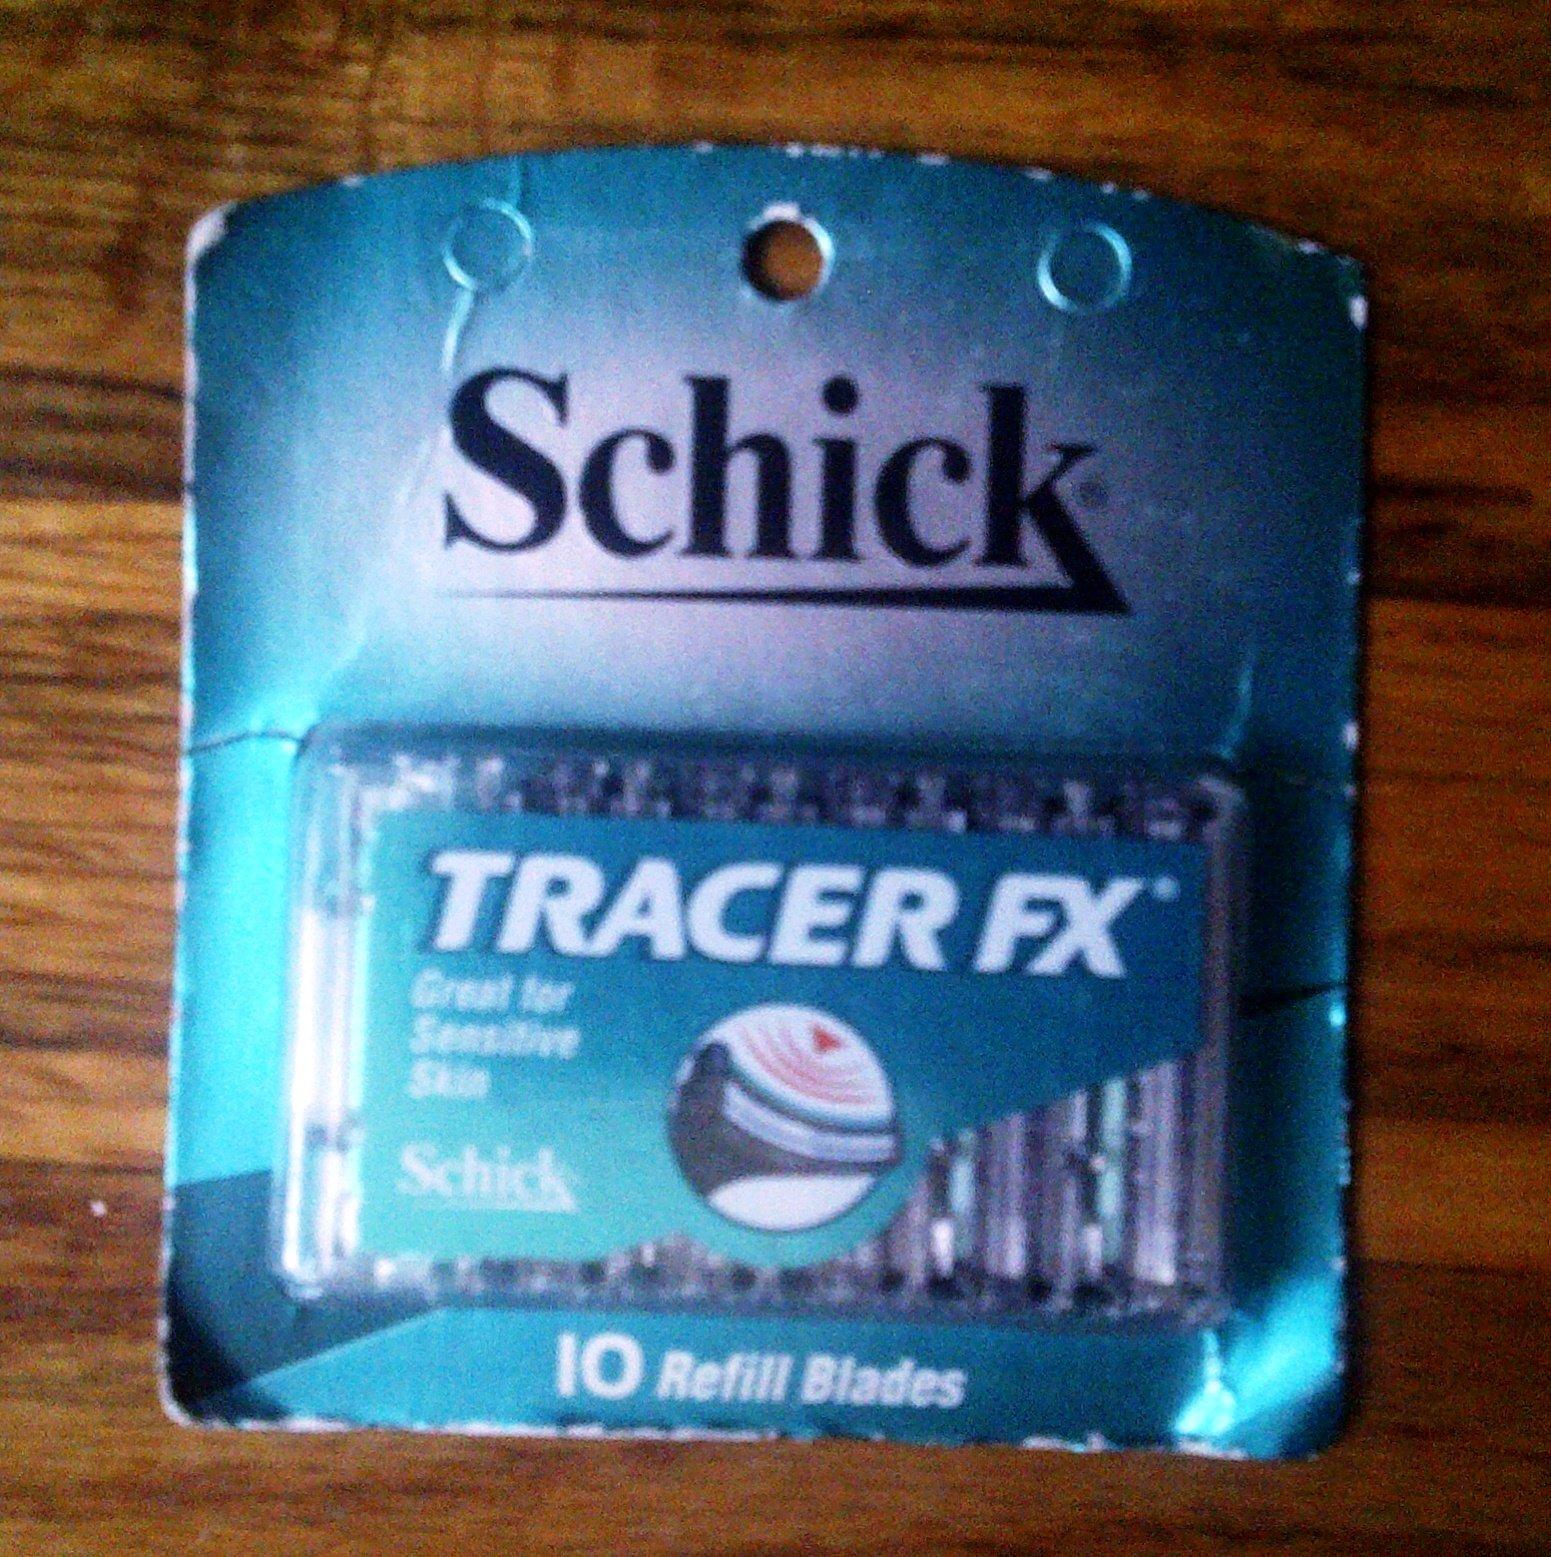 Schick®
TRACER FX®
Great for
Sensitive
Skin
Schick
10 Refill Blades